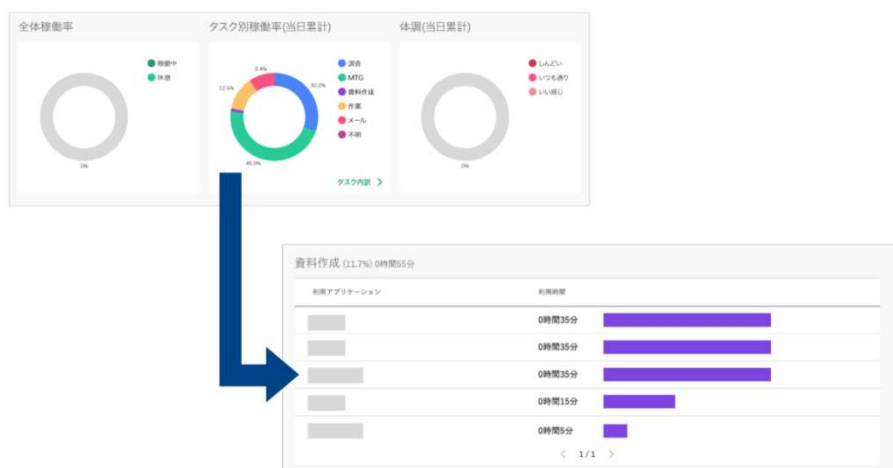 全体稼働率
タスク別稼働率(当日累計)
体調(当日累計)
稼働中
休憩
0%
調査
MTG
資料作成
作業
メール
不明
30.2%
12.5%
タスク内訳 >
しんどい
いつも通り
いい感じ
0%
資料作成 (11.7%) 0時間55分
利用アプリケーション
利用時間
0時間35分
0時間35分
0時間35分
0時間15分
0時間5分
< 1/1 >